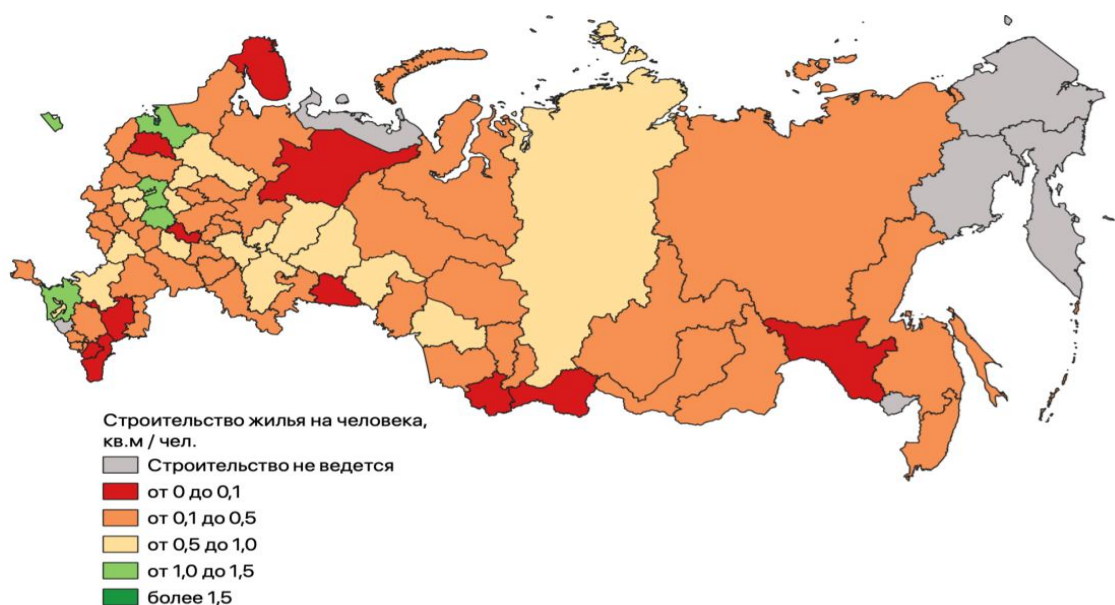 Строительство жилья на человека,
кв.м / чел.
Строительство не ведется
от 0 до 0,1
от 0,1 до 0,5
от 0,5 до 1,0
от 1,0 до 1,5
более 1,5